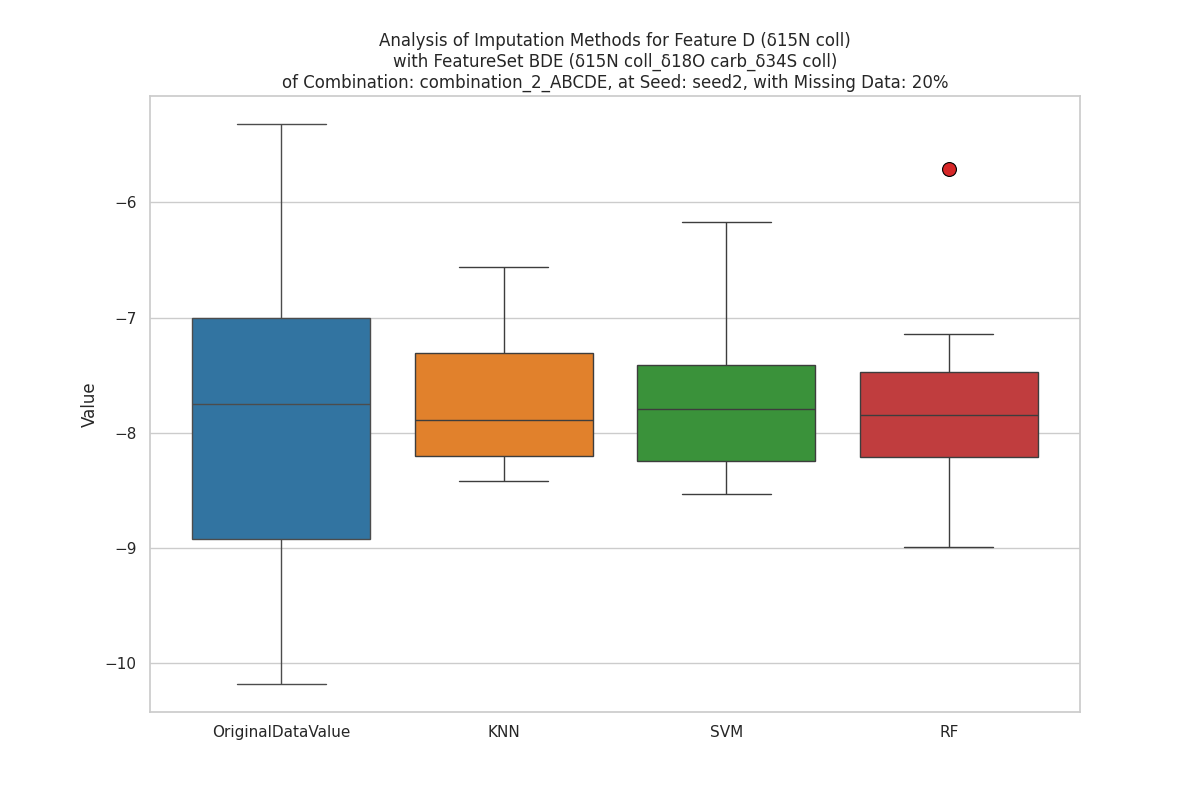 Analysis of Imputation Methods for Feature D (δ15N coll)
with FeatureSet BDE (δ15N coll_δ18O carb_δ34S coll)
of Combination: combination_2_ABCDE, at Seed: seed2, with Missing Data: 20%
Value
−6
−7
−8
−9
−10
OriginalDataValue
KNN
SVM
RF